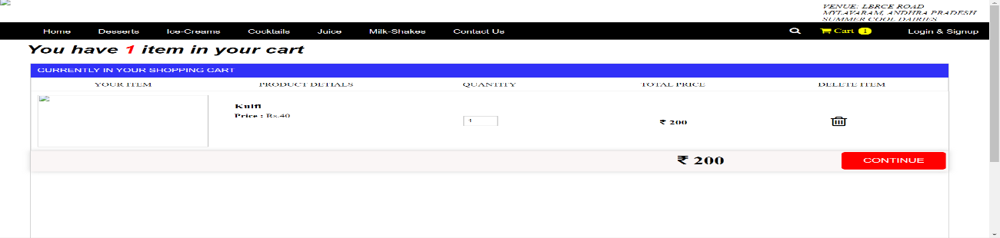 VENUE: LBRCE ROAD
MYLAVARAM, ANDHRA PRADESH
SUMMER COOL DAIRIES
Home Desserts Ice-Creams Cocktails Juice Milk-Shakes Contact Us Cart 1 Login & Signup
You have 1 item in your cart
CURRENTLY IN YOUR SHOPPING CART
YOUR ITEM PRODUCT DETIALS QUANTITY TOTAL PRICE DELETE ITEM
Kulfi
Price : Rs.40
₹ 200
₹ 200 CONTINUE